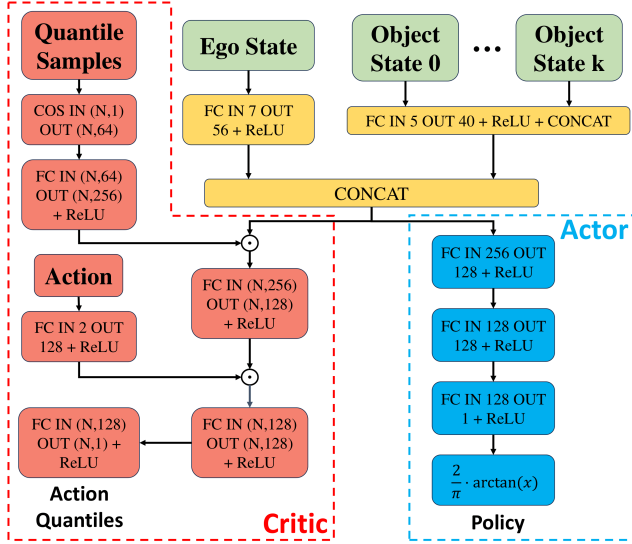 Quantile
Samples
Ego State
Object
State 0
...
Object
State k
COS IN (N,1)
OUT (N,64)
FC IN 7 OUT
56 + ReLU
FC IN 5 OUT 40 + ReLU + CONCAT
FC IN (N,64)
OUT (N,256)
+ ReLU
CONCAT
Actor
FC IN 256 OUT
128 + ReLU
Action
FC IN (N,256)
OUT (N,128)
+ ReLU
FC IN 2 OUT
128 + ReLU
FC IN 128 OUT
128 + ReLU
FC IN 128 OUT
1 + ReLU
FC IN (N,128)
OUT (N,1) +
ReLU
FC IN (N,128)
OUT (N,128)
+ ReLU
2/π · arctan(x)
Action
Quantiles
Critic
Policy